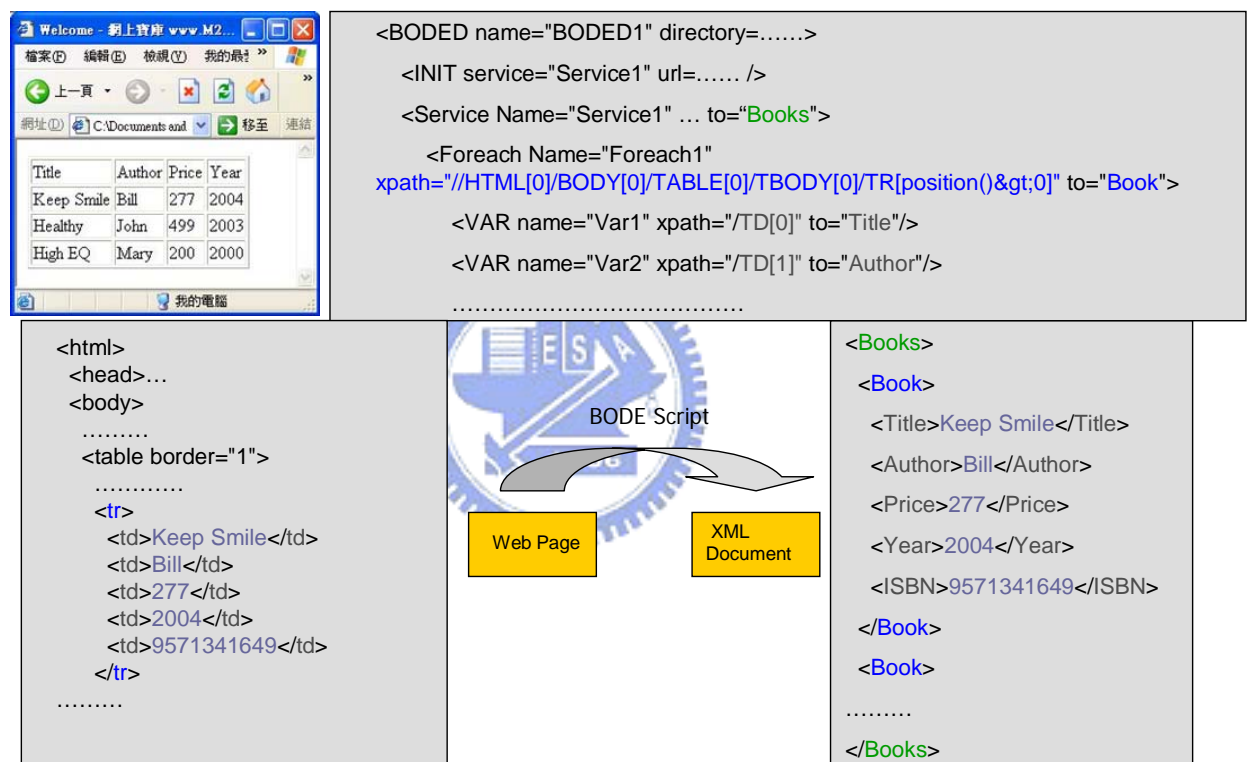 Welcome - 網上寶庫 www.M2...
檔案(F) 編輯(E) 檢視(V) 我的最 »
上一頁 »
網址(D) C:\Documents and 移至 連結
Title Author Price Year
Keep Smile Bill 277 2004
Healthy John 499 2003
High EQ Mary 200 2000
我的電腦
<BODED name="BODED1" directory=……>
<INIT service="Service1" url=…… />
<Service Name="Service1" … to=“Books">
<Foreach Name="Foreach1"
xpath="//HTML[0]/BODY[0]/TABLE[0]/TBODY[0]/TR[position()&gt;0]" to="Book">
<VAR name="Var1" xpath="/TD[0]" to="Title"/>
<VAR name="Var2" xpath="/TD[1]" to="Author"/>
…………………………………
<html>
<head>…
<body>
………
<table border="1">
…………
<tr>
<td>Keep Smile</td>
<td>Bill</td>
<td>277</td>
<td>2004</td>
<td>9571341649</td>
</tr>
………
ES
BODE Script
Web Page
XML
Document
<Books>
<Book>
<Title>Keep Smile</Title>
<Author>Bill</Author>
<Price>277</Price>
<Year>2004</Year>
<ISBN>9571341649</ISBN>
</Book>
<Book>
………
</Books>